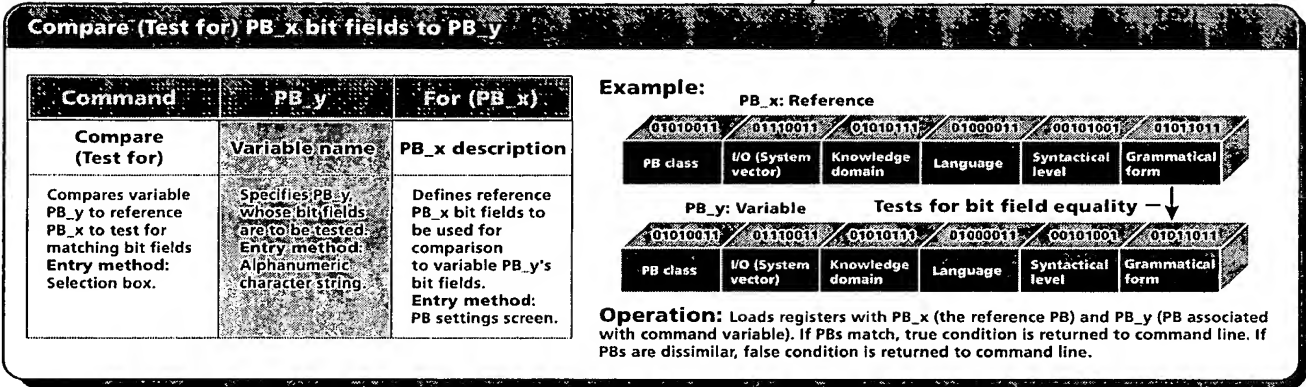 Compare (Test for) PB_x bit fields to PB_y
Command
PB_y
For (PB_x)
Compare
(Test for)
Variable name
PB_x description
Compares variable
PB_y to reference
PB_x to test for
matching bit fields
Entry method:
Selection box.
Specifies PB_y
whose bit fields
are to be tested.
Entry method:
Alphanumeric
character string.
Defines reference
PB_x bit fields to
be used for
comparison
to variable PB_y's
bit fields.
Entry method:
PB settings screen.
Example:
PB_x: Reference
01010011 01110011 01010111 01000011 00101001 01011011
PB class
I/O (System
vector)
Knowledge
domain
Language
Syntactical
level
Grammatical
form
PB_y: Variable
Tests for bit field equality
01010011 01110011 01010111 01000011 00101001 01011011
PB class
I/O (System
vector)
Knowledge
domain
Language
Syntactical
level
Grammatical
form
Operation: Loads registers with PB_x (the reference PB) and PB_y (PB associated
with command variable). If PBs match, true condition is returned to command line. If
PBs are dissimilar, false condition is returned to command line.